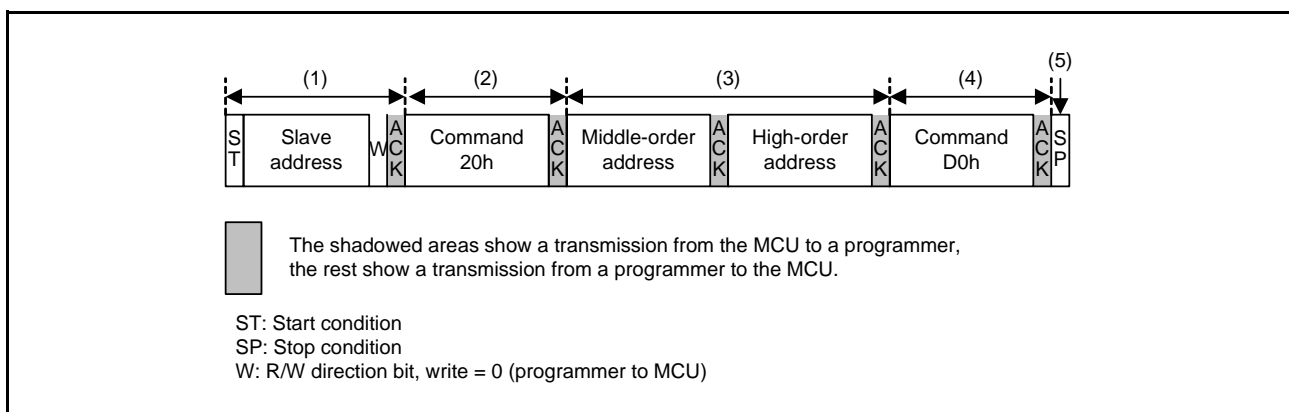 (1) (2) (3) (4) (5)
ST Slave address W ACK Command 20h ACK Middle-order address ACK High-order address ACK Command D0h ACK SP
The shadowed areas show a transmission from the MCU to a programmer,
the rest show a transmission from a programmer to the MCU.
ST: Start condition
SP: Stop condition
W: R/W direction bit, write = 0 (programmer to MCU)